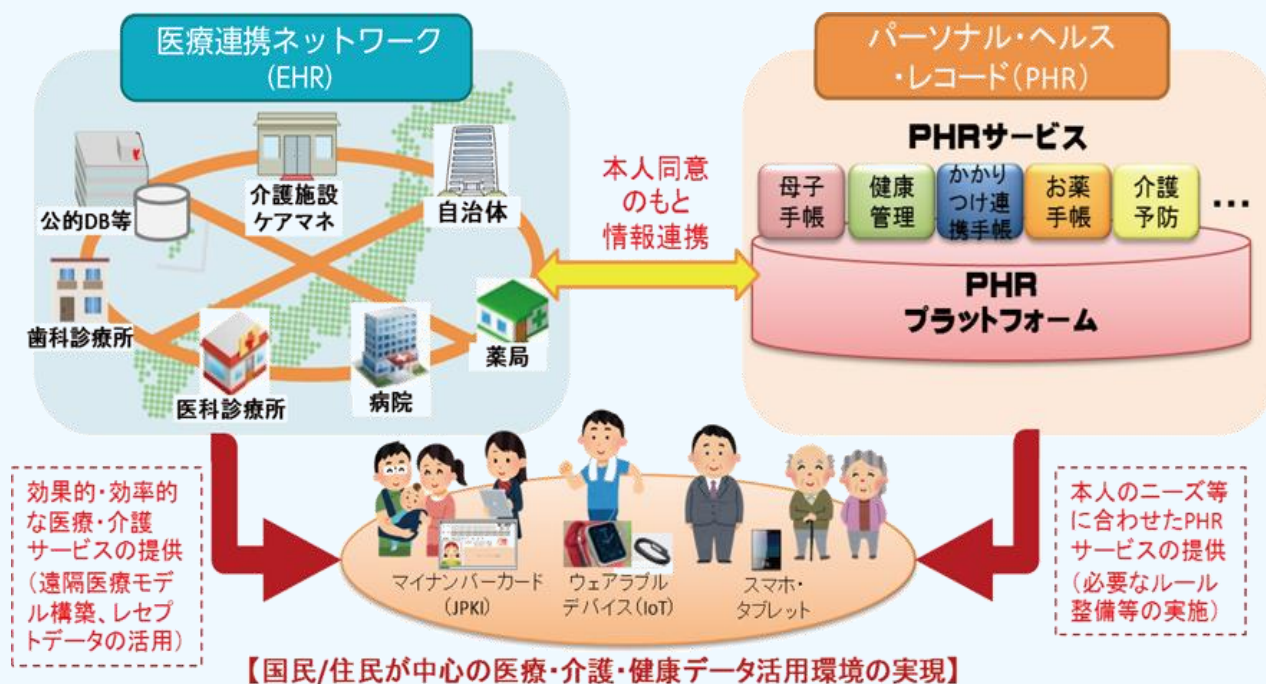 医療連携ネットワーク
(EHR)
パーソナル・ヘルス
・レコード(PHR)
公的DB等
介護施設
ケアマネ
自治体
歯科診療所
医科診療所
病院
薬局
本人同意
のもと
情報連携
PHRサービス
母子
手帳
健康
管理
かかり
つけ連
携手帳
お薬
手帳
介護
予防
…
PHR
プラットフォーム
効果的・効率的
な医療・介護
サービスの提供
(遠隔医療モデ
ル構築、レセプ
トデータの活用)
マイナンバーカード
(JPKI)
ウェアラブル
デバイス(IoT)
スマホ・
タブレット
本人のニーズ等
に合わせたPHR
サービスの提供
(必要なルール
整備等の実施)
【国民/住民が中心の医療・介護・健康データ活用環境の実現】